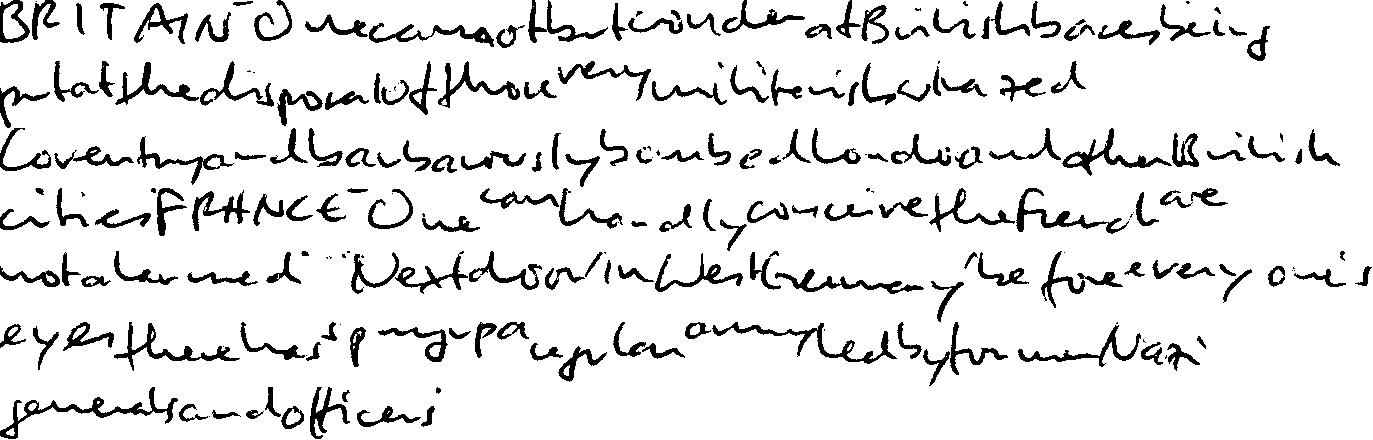 BRITAIN One cannot but wonder at British bases being
put at the disposal of those very militarists who razed
Coventry and barbarously bombed London and other British
cities FRANCE One can hardly conceive the French are
not alarmed Next door in West Germany before everyone's
eyes there has sprung up a regular army led by former Nazi
generals and officers